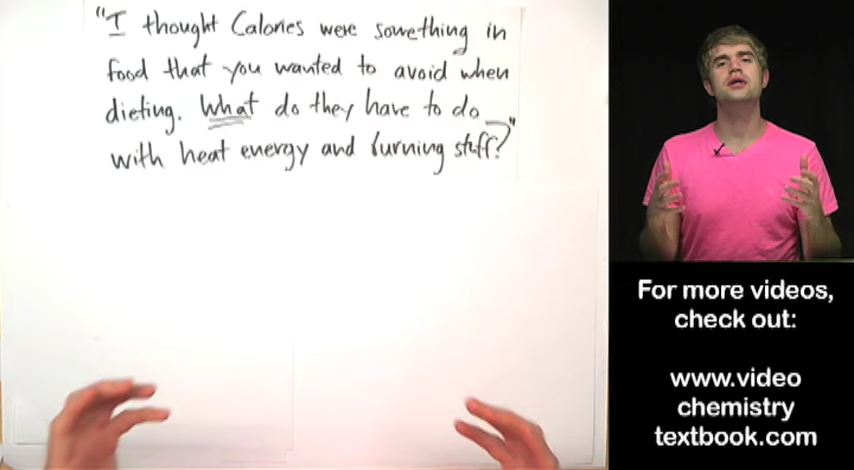 "I thought Calories were something in
food that you wanted to avoid when
dieting. What do they have to do
with heat energy and burning stuff?"
For more videos,
check out:
www.video
chemistry
textbook.com